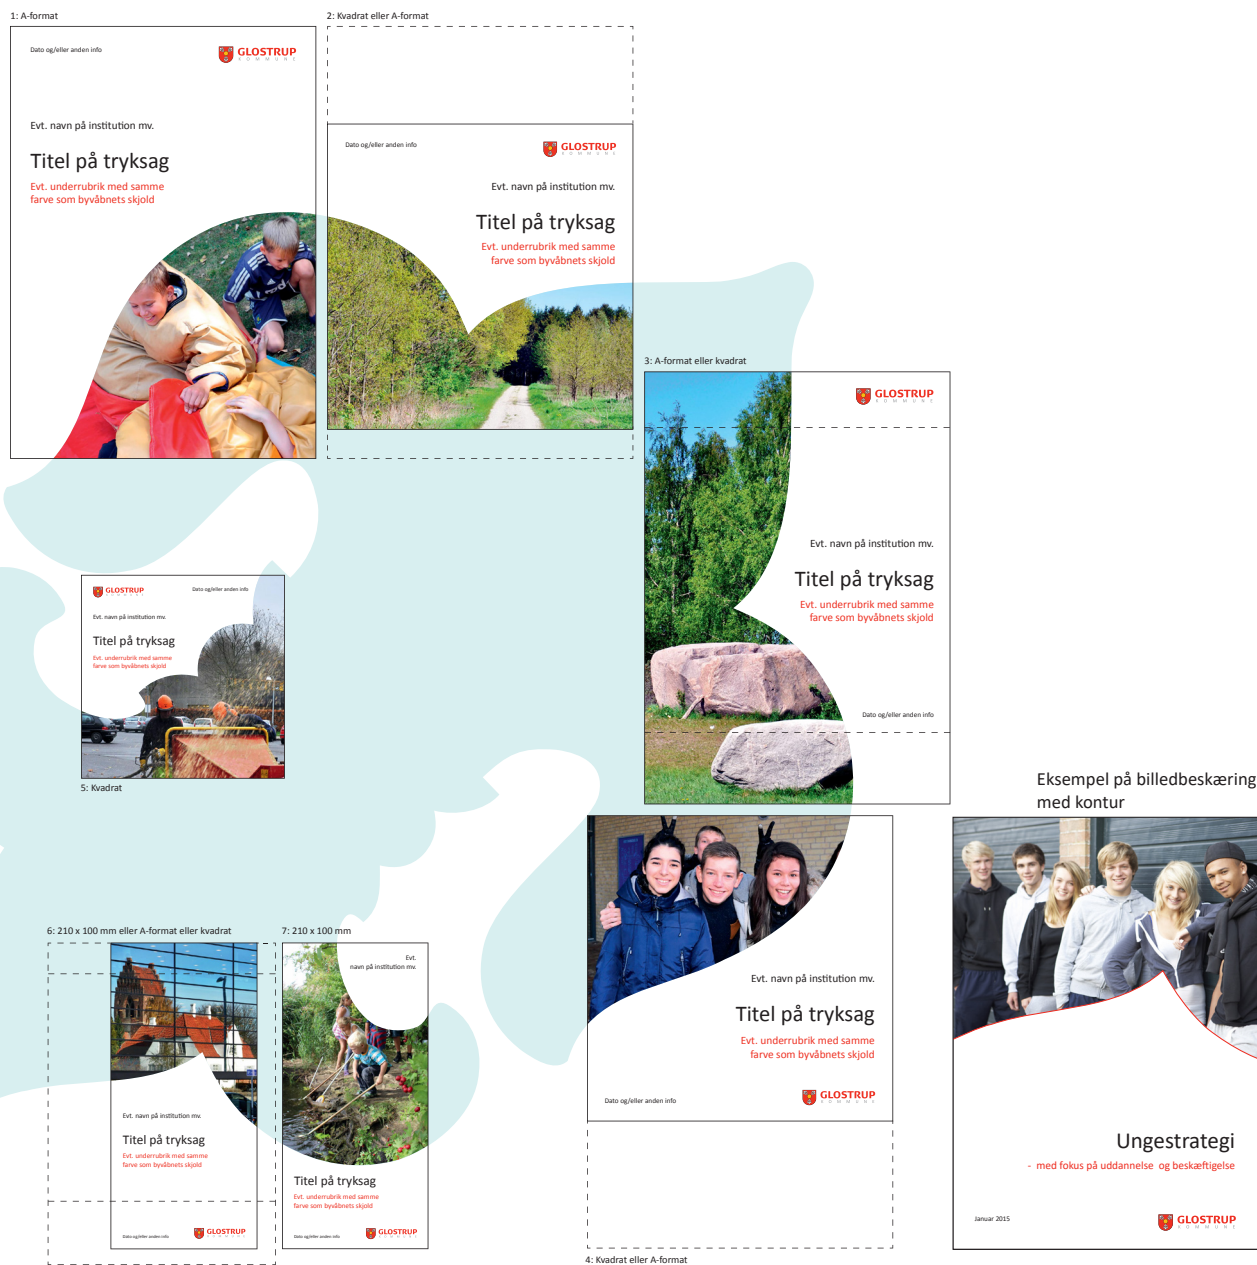 1: A-format
Dato og/eller anden info
GLOSTRUP
KOMMUNE
Evt. navn på institution mv.
Titel på tryksag
Evt. underrubrik med samme
farve som byvåbnets skjold
2: Kvadrat eller A-format
Dato og/eller anden info
GLOSTRUP
KOMMUNE
Evt. navn på institution mv.
Titel på tryksag
Evt. underrubrik med samme
farve som byvåbnets skjold
3: A-format eller kvadrat
GLOSTRUP
KOMMUNE
Evt. navn på institution mv.
Titel på tryksag
Evt. underrubrik med samme
farve som byvåbnets skjold
Dato og/eller anden info
GLOSTRUP
KOMMUNE
Dato og/eller anden info
Evt. navn på institution mv.
Titel på tryksag
Evt. underrubrik med samme
farve som byvåbnets skjold
5: Kvadrat
Evt. navn på institution mv.
Titel på tryksag
Evt. underrubrik med samme
farve som byvåbnets skjold
Dato og/eller anden info
GLOSTRUP
KOMMUNE
4: Kvadrat eller A-format
Eksempel på billedbeskæring
med kontur
Ungestrategi
- med fokus på uddannelse og beskæftigelse
Januar 2015
GLOSTRUP
KOMMUNE
6: 210 x 100 mm eller A-format eller kvadrat
Evt. navn på institution mv.
Titel på tryksag
Evt. underrubrik med samme
farve som byvåbnets skjold
Dato og/eller anden info
GLOSTRUP
KOMMUNE
7: 210 x 100 mm
Evt.
navn på institution mv.
Titel på tryksag
Evt. underrubrik med samme
farve som byvåbnets skjold
Dato og/eller anden info
GLOSTRUP
KOMMUNE